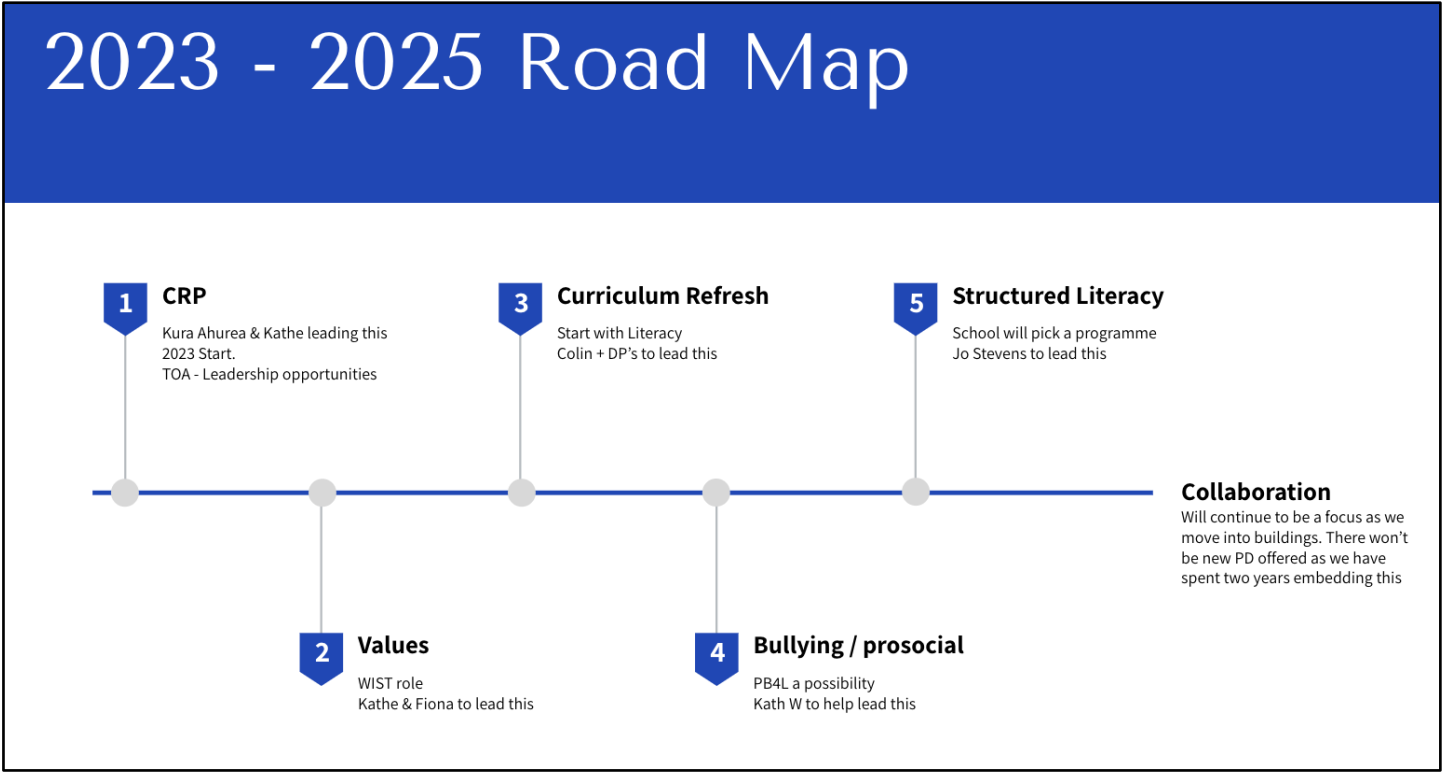 2023 - 2025 Road Map
1
CRP
Kura Ahurea & Kathe leading this
2023 Start.
TOA - Leadership opportunities
2
Values
WIST role
Kathe & Fiona to lead this
3
Curriculum Refresh
Start with Literacy
Colin + DP’s to lead this
4
Bullying / prosocial
PB4L a possibility
Kath W to help lead this
5
Structured Literacy
School will pick a programme
Jo Stevens to lead this
Collaboration
Will continue to be a focus as we
move into buildings. There won’t
be new PD offered as we have
spent two years embedding this